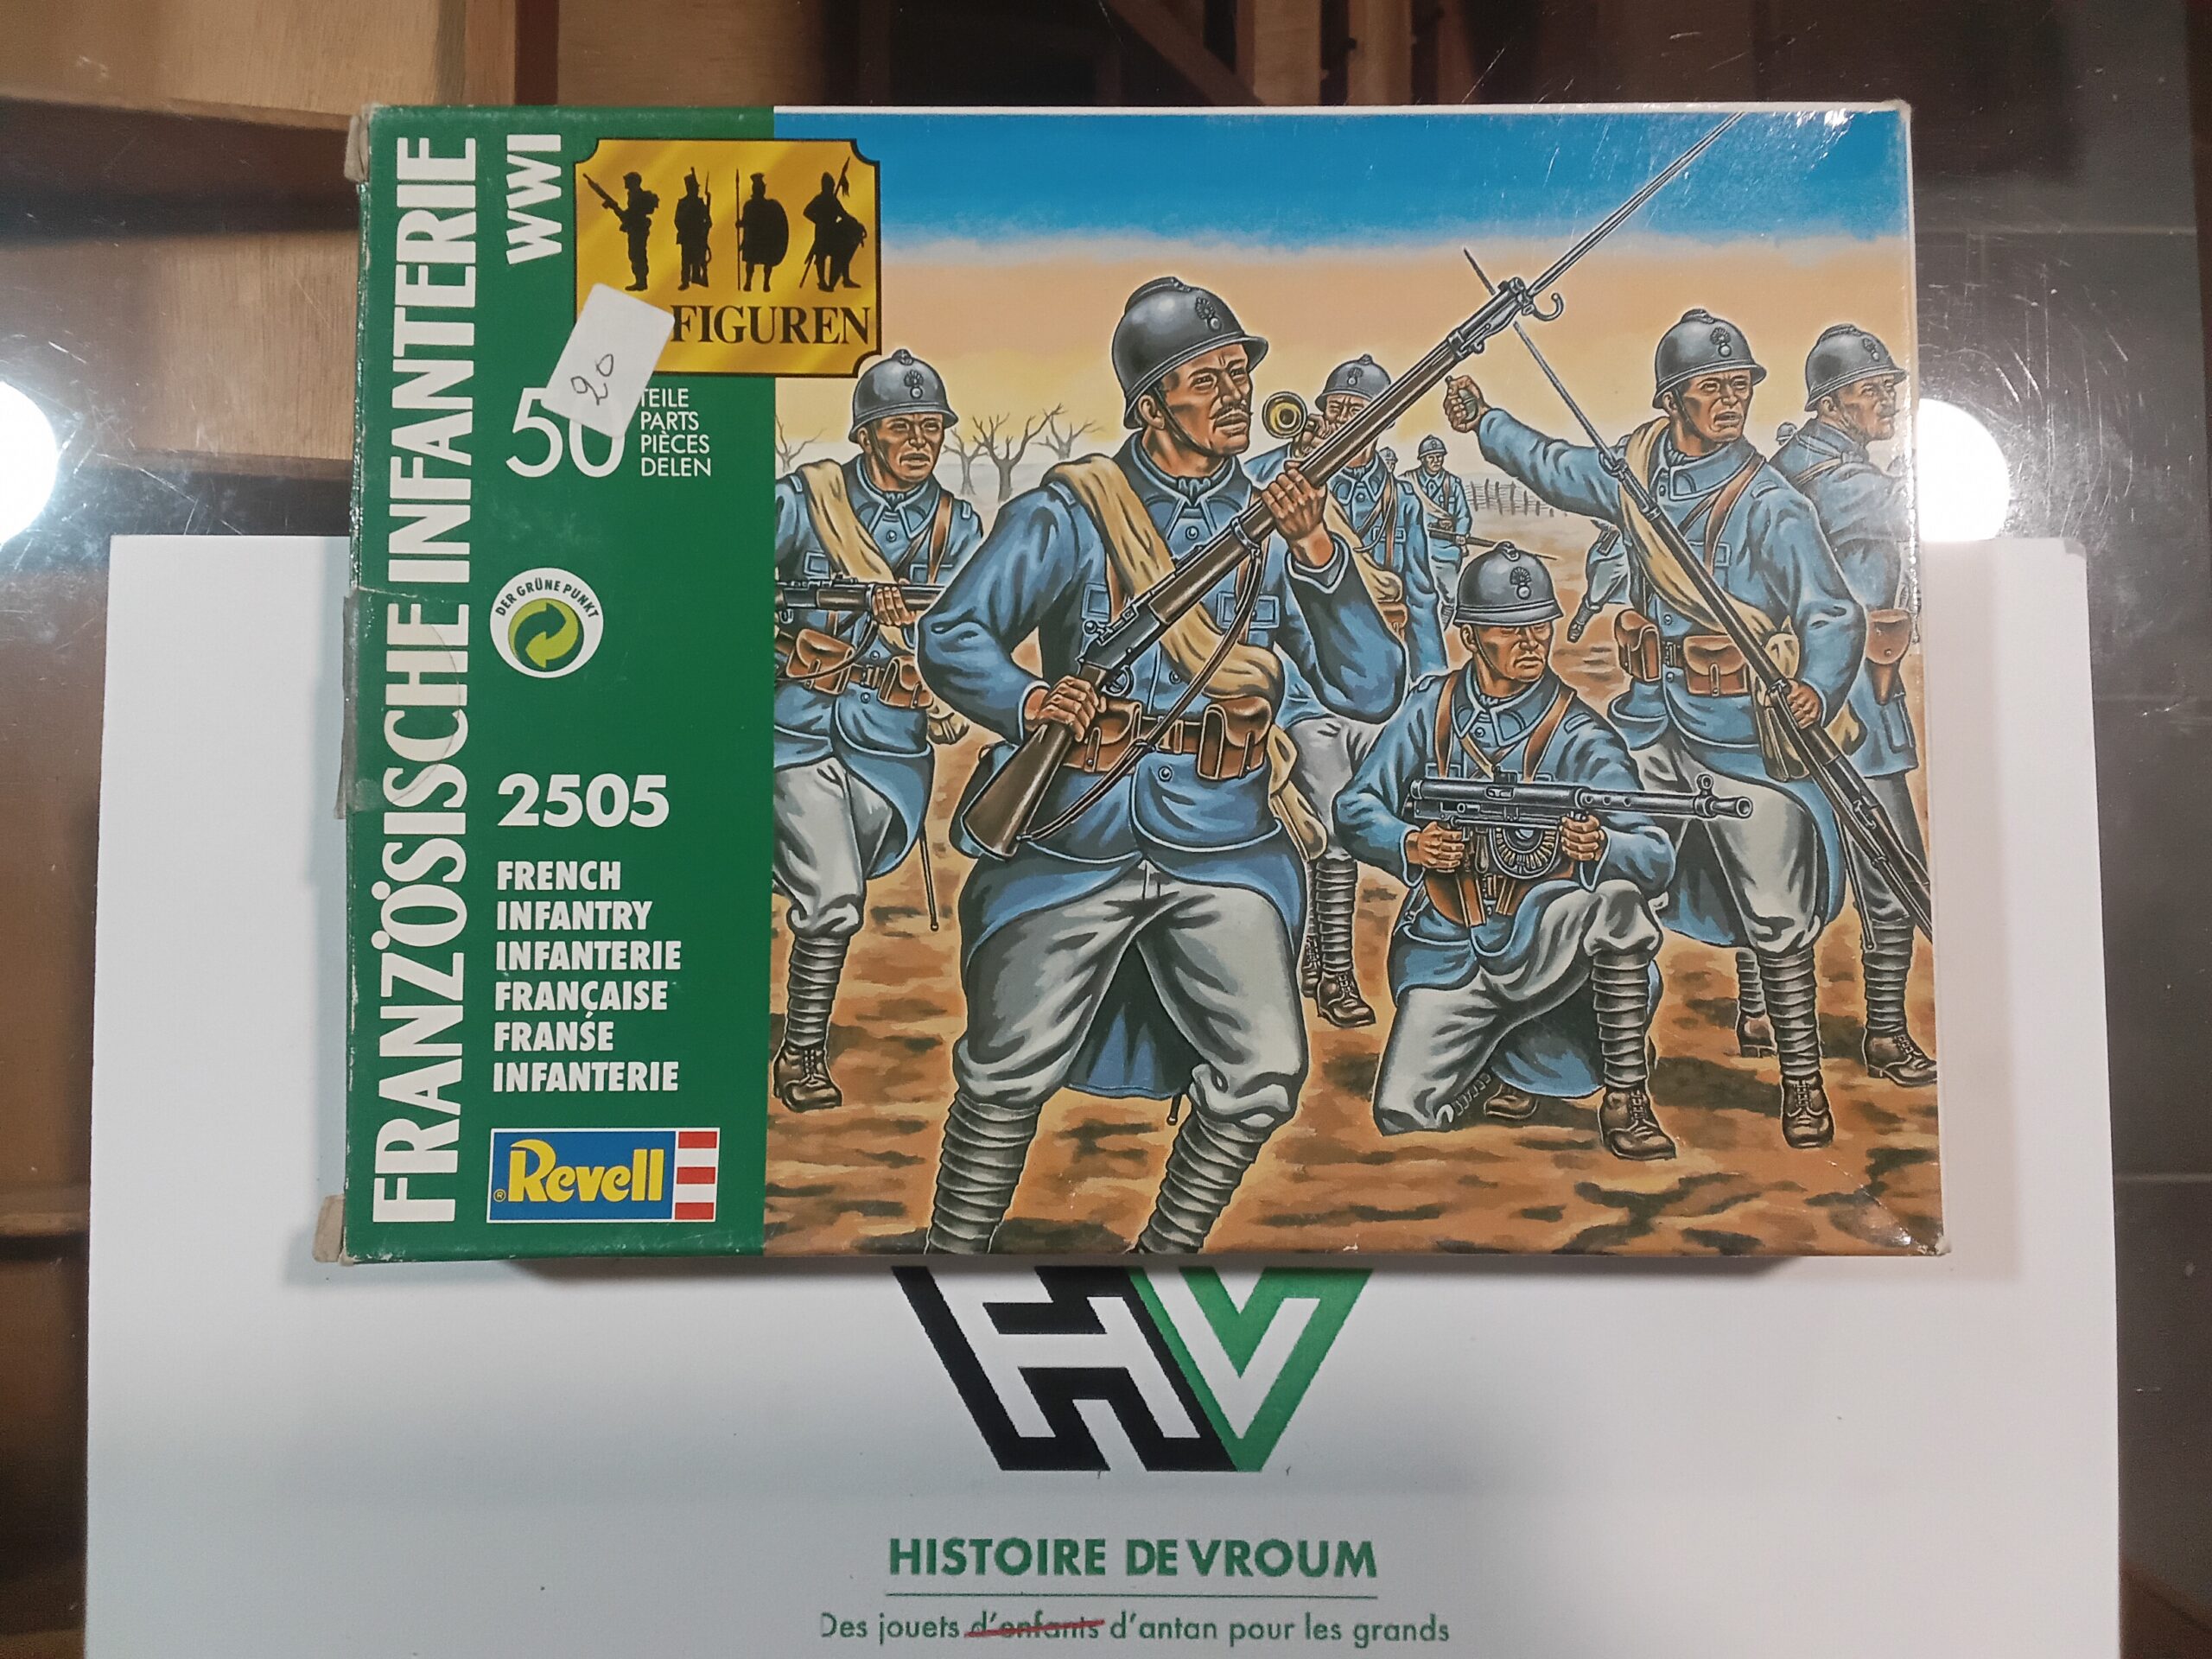 FRANZÖSISCHE INFANTERIE
WWI
FIGUREN
20
50
TEILE
PARTS
PIÈCES
DELEN
DER GRÜNE PUNKT
2505
FRENCH
INFANTRY
INFANTERIE
FRANÇAISE
FRANSE
INFANTERIE
Revell
®
HV
HISTOIRE DE VROUM
Des jouets d'enfants d'antan pour les grands